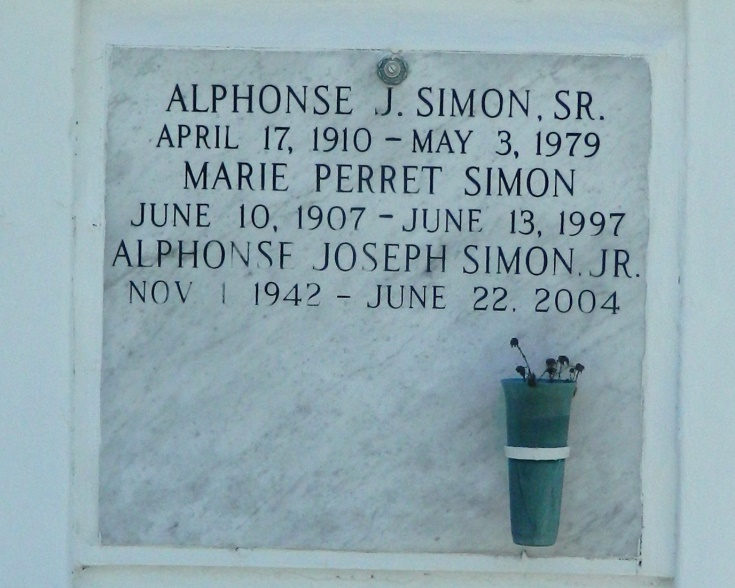 ALPHONSE J. SIMON, SR.
APRIL 17, 1910 – MAY 3, 1979
MARIE PERRET SIMON
JUNE 10, 1907 – JUNE 13, 1997
ALPHONSE JOSEPH SIMON, JR.
NOV 1 1942 – JUNE 22, 2004